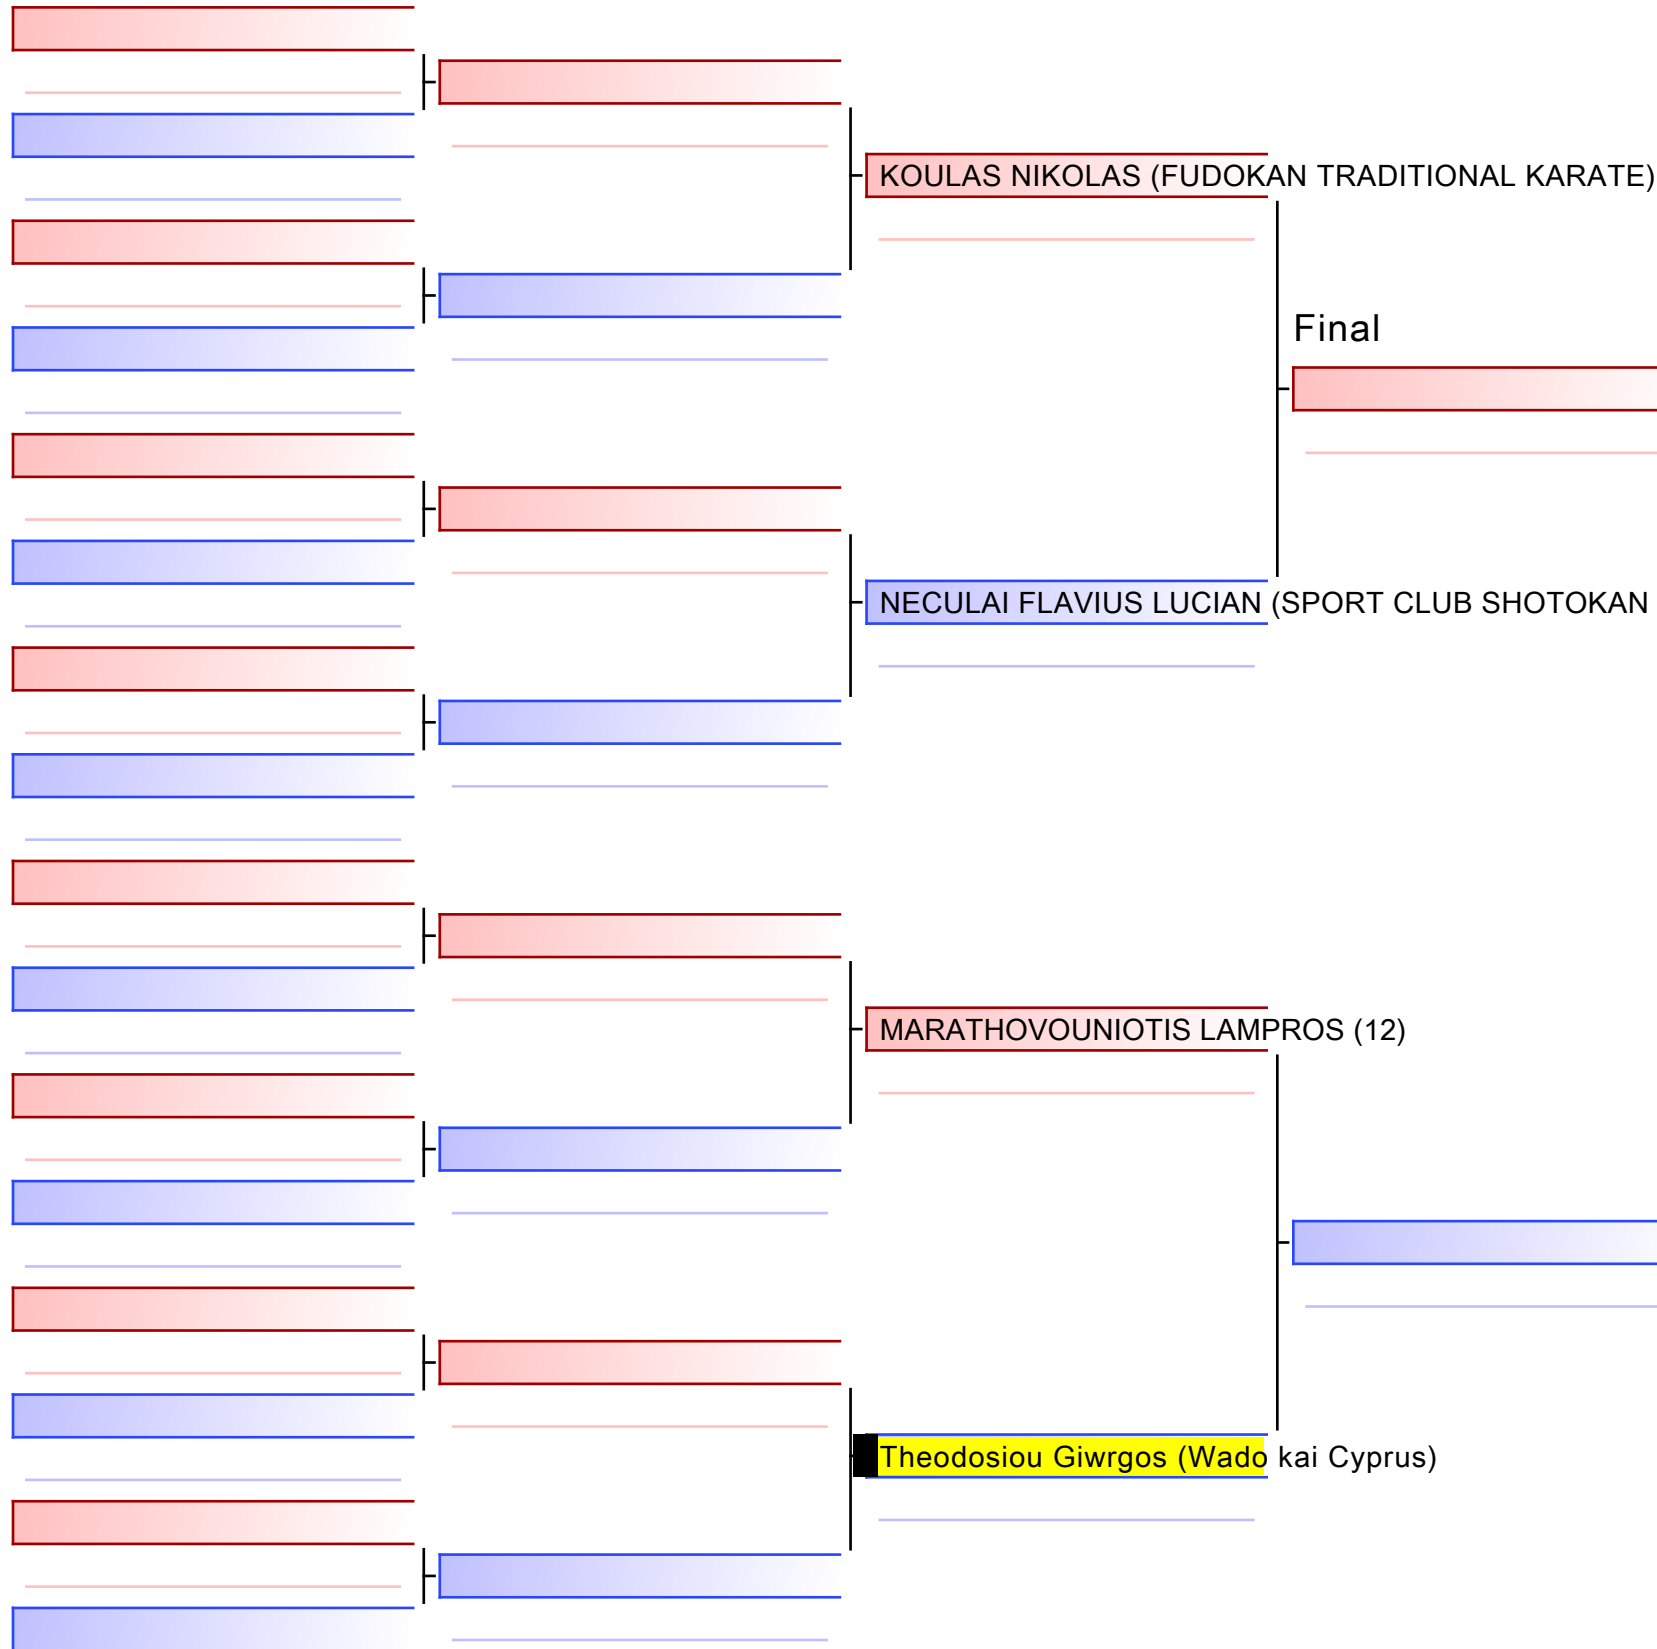 KOULAS NIKOLAS (FUDOKAN TRADITIONAL KARATE)
Final
NECULAI FLAVIUS LUCIAN (SPORT CLUB SHOTOKAN
MARATHOVOUNIOTIS LAMPROS (12)
Theodosiou Giwrgos (Wado kai Cyprus)